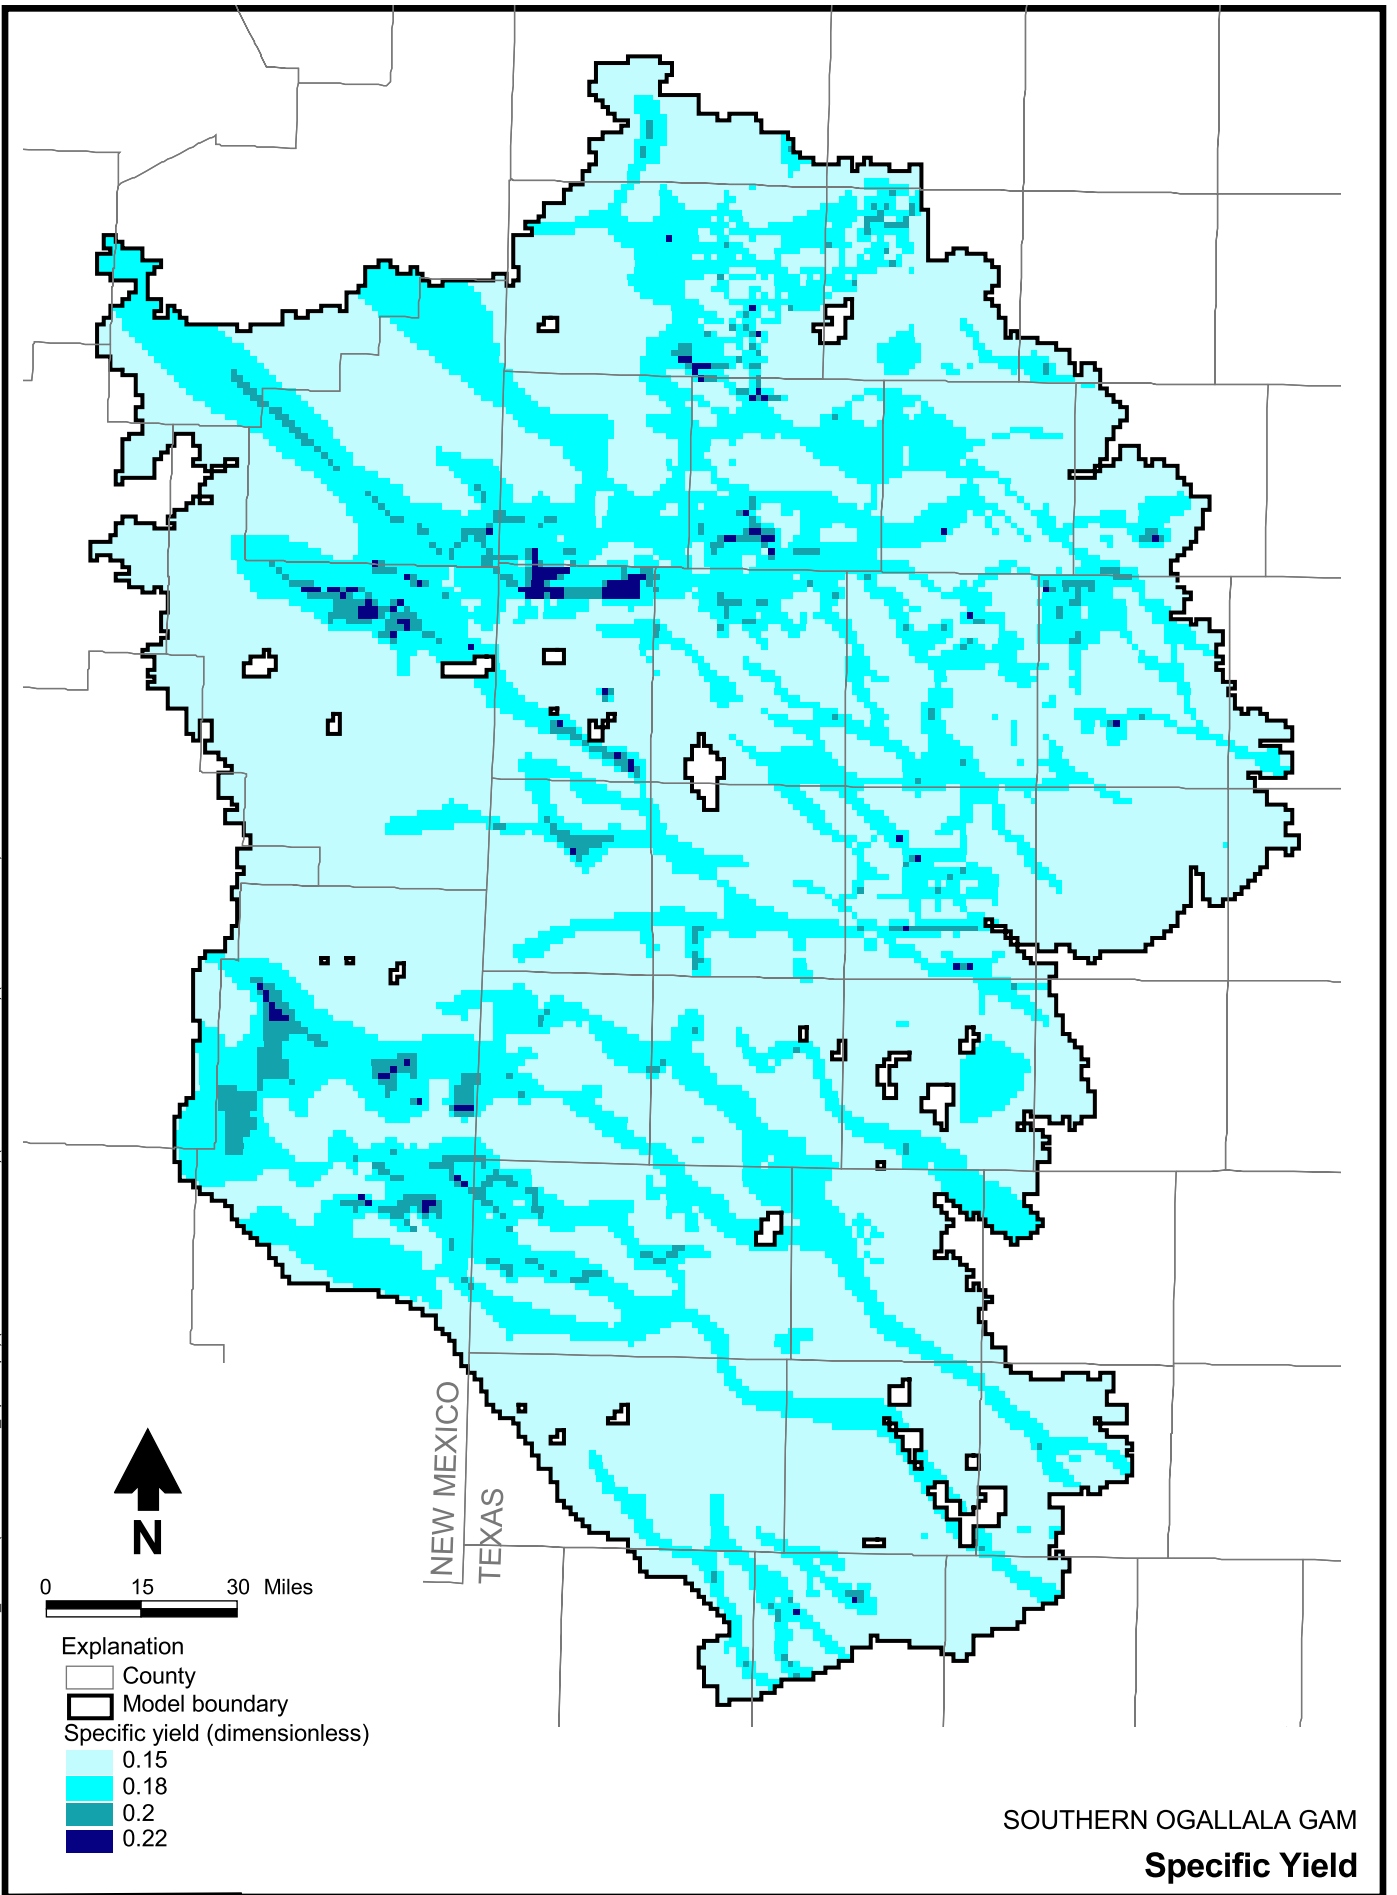 NEW MEXICO
TEXAS
N
0 15 30 Miles
Explanation
County
Model boundary
Specific yield (dimensionless)
0.15
0.18
0.2
0.22
SOUTHERN OGALLALA GAM
Specific Yield